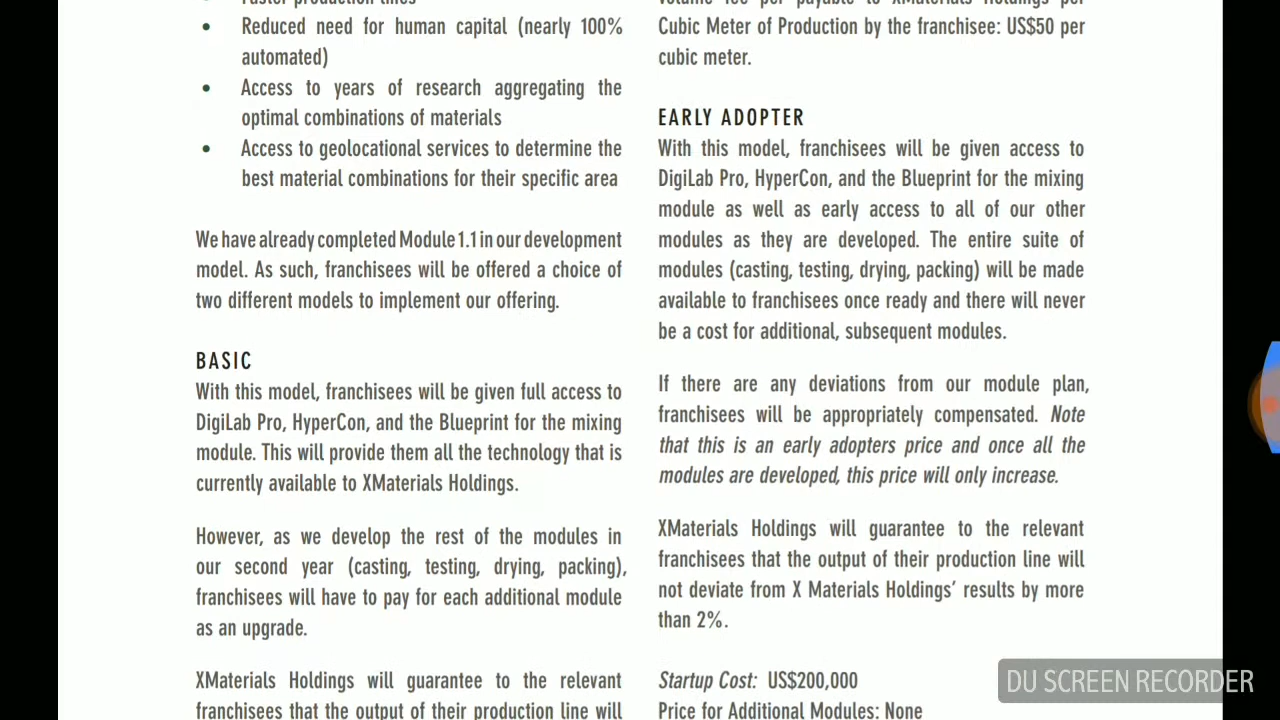 Faster production lines
Reduced need for human capital (nearly 100%
automated)
Access to years of research aggregating the
optimal combinations of materials
Access to geolocational services to determine the
best material combinations for their specific area
We have already completed Module 1.1 in our development
model. As such, franchisees will be offered a choice of
two different models to implement our offering.
BASIC
With this model, franchisees will be given full access to
DigiLab Pro, HyperCon, and the Blueprint for the mixing
module. This will provide them all the technology that is
currently available to XMaterials Holdings.
However, as we develop the rest of the modules in
our second year (casting, testing, drying, packing),
franchisees will have to pay for each additional module
as an upgrade.
XMaterials Holdings will guarantee to the relevant
franchisees that the output of their production line will
volume fee per payable to XMaterials Holdings per
Cubic Meter of Production by the franchisee: US$50 per
cubic meter.
EARLY ADOPTER
With this model, franchisees will be given access to
DigiLab Pro, HyperCon, and the Blueprint for the mixing
module as well as early access to all of our other
modules as they are developed. The entire suite of
modules (casting, testing, drying, packing) will be made
available to franchisees once ready and there will never
be a cost for additional, subsequent modules.
If there are any deviations from our module plan,
franchisees will be appropriately compensated. Note
that this is an early adopters price and once all the
modules are developed, this price will only increase.
XMaterials Holdings will guarantee to the relevant
franchisees that the output of their production line will
not deviate from X Materials Holdings' results by more
than 2%.
Startup Cost: US$200,000
Price for Additional Modules: None
DU SCREEN RECORDER